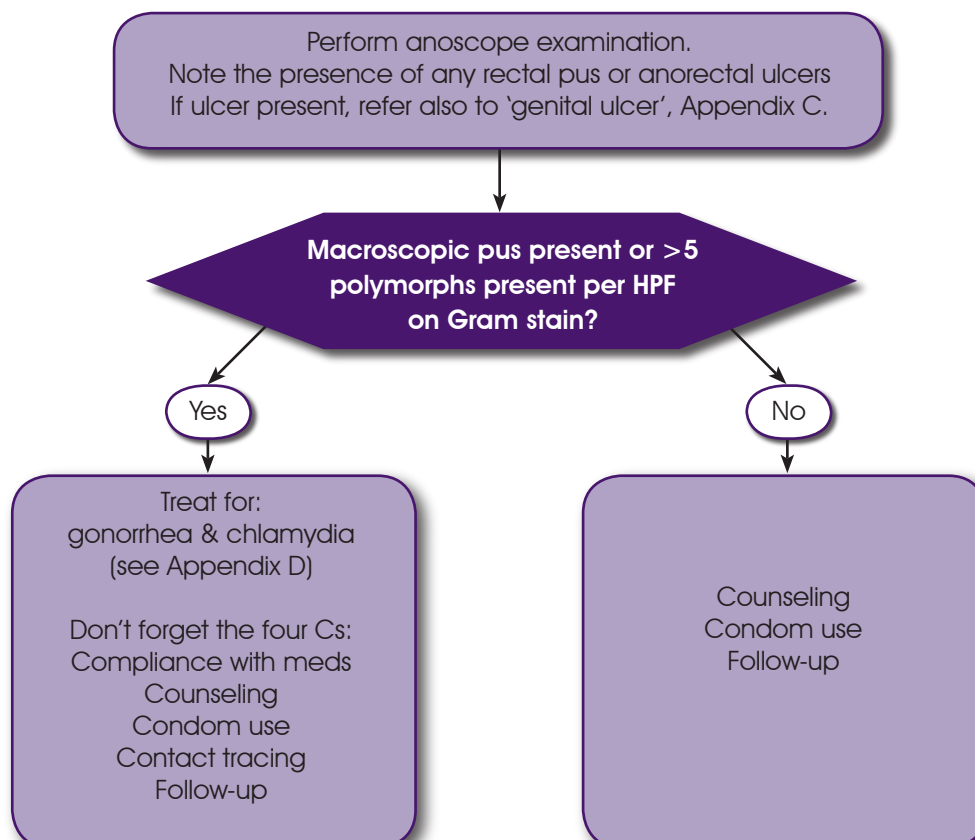 Perform anoscope examination.
Note the presence of any rectal pus or anorectal ulcers
If ulcer present, refer also to ‘genital ulcer’, Appendix C.
Macroscopic pus present or >5
polymorphs present per HPF
on Gram stain?
Yes
No
Treat for:
gonorrhea & chlamydia
(see Appendix D)
Don’t forget the four Cs:
Compliance with meds
Counseling
Condom use
Contact tracing
Follow-up
Counseling
Condom use
Follow-up